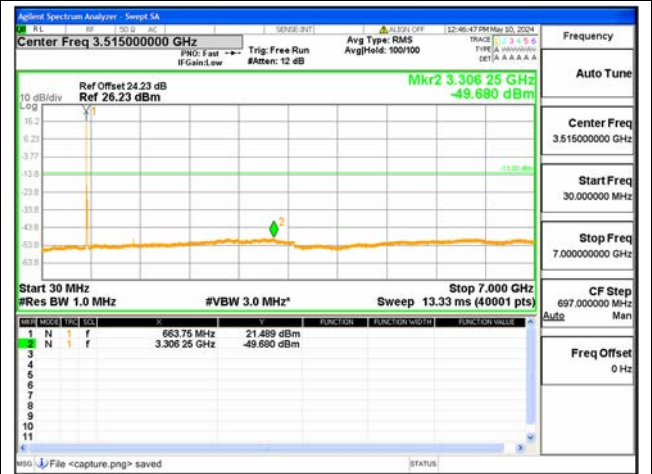 Agilent Spectrum Analyzer - Swept SA
RL RF 50 Ω AC SENSE:INT ALIGN OFF 12:46:47 PM May 10, 2024
Center Freq 3.515000000 GHz
PNO: Fast
IFGain:Low
Trig: Free Run
#Atten: 12 dB
Avg Type: RMS
Avg|Hold: 100/100
TRACE 1 2 3 4 5 6
TYPE A
DET A A A A A A
Mkr2 3.306 25 GHz
-49.680 dBm
Ref Offset 24.23 dB
10 dB/div Ref 26.23 dBm
Log
16.2
6.23
-3.77
-13.8
-23.8
-33.8
-43.8
-53.8
-63.8
1
-13.00 dBm
2
Start 30 MHz Stop 7.000 GHz
#Res BW 1.0 MHz #VBW 3.0 MHz* Sweep 13.33 ms (40001 pts)
MKR MODE TRC SCL X Y FUNCTION FUNCTION WIDTH FUNCTION VALUE
1 N 1 f 663.75 MHz 21.489 dBm
2 N 1 f 3.306 25 GHz -49.680 dBm
3
4
5
6
7
8
9
10
11
MSG File <capture.png> saved STATUS
Frequency
Auto Tune
Center Freq
3.515000000 GHz
Start Freq
30.000000 MHz
Stop Freq
7.000000000 GHz
CF Step
697.000000 MHz
Auto Man
Freq Offset
0 Hz